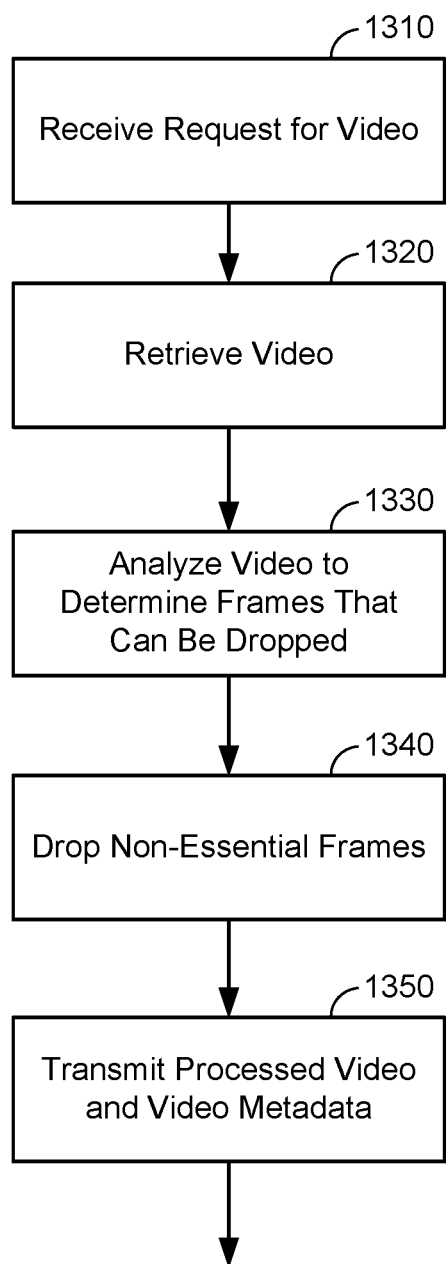 1310
Receive Request for Video
1320
Retrieve Video
1330
Analyze Video to
Determine Frames That
Can Be Dropped
1340
Drop Non-Essential Frames
1350
Transmit Processed Video
and Video Metadata